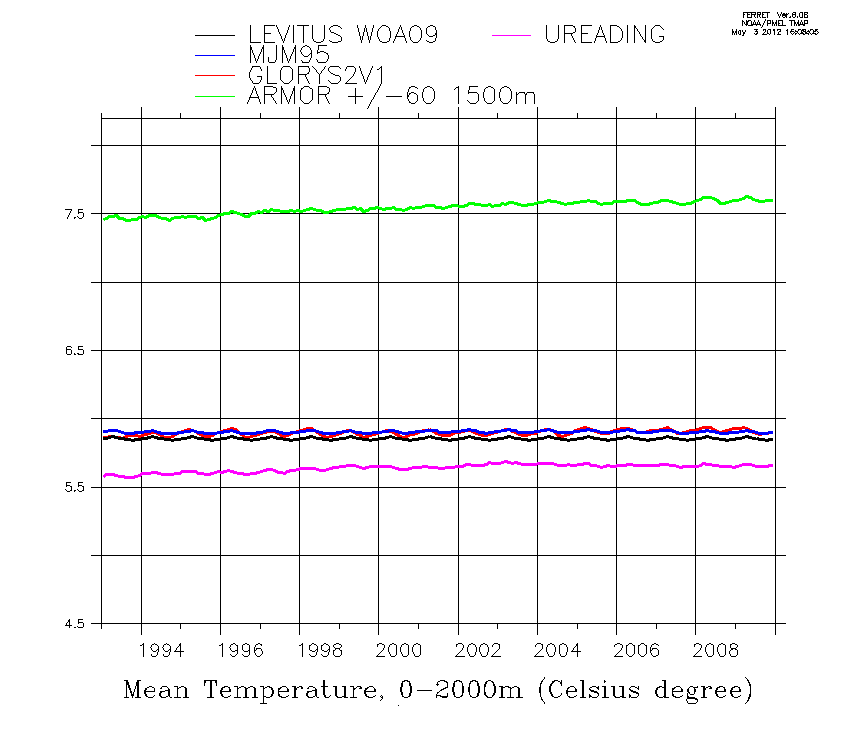 FERRET Ver.6.08
NOAA/PMEL TMAP
May 3 2012 16:08:05
LEVITUS WOA09 UREADING
MJM95
GLORYS2V1
ARMOR +/-60 1500m
7.5
6.5
5.5
4.5
1994 1996 1998 2000 2002 2004 2006 2008
Mean Temperature, 0-2000m (Celsius degree)